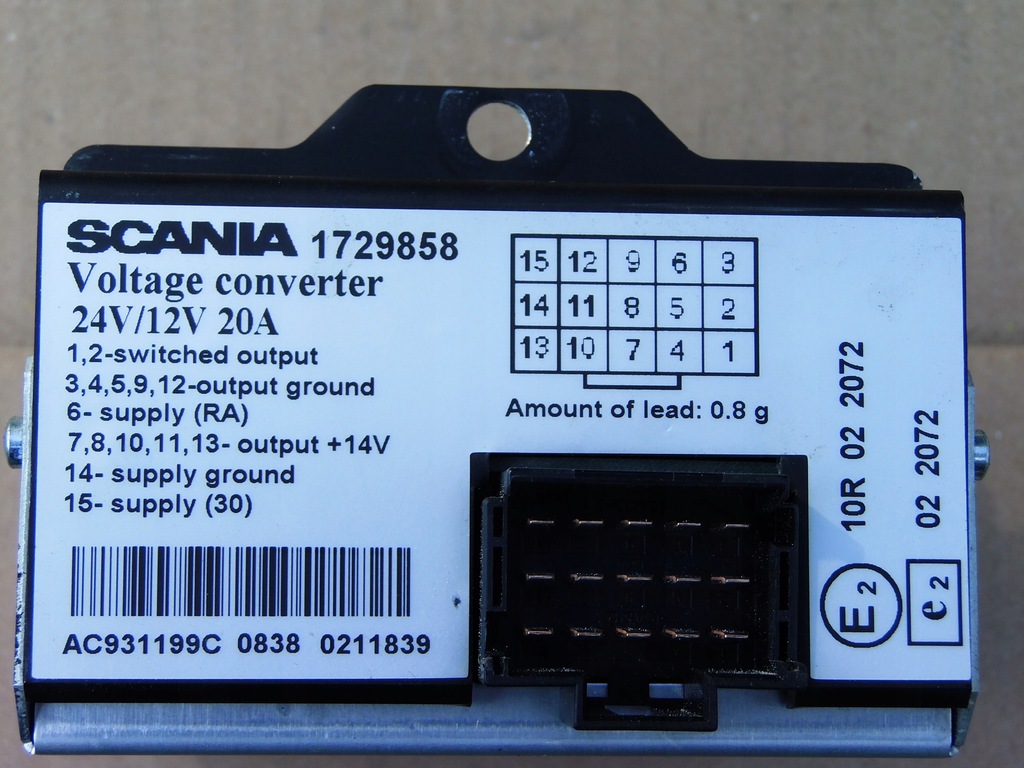 SCANIA 1729858
Voltage converter
24V/12V 20A
1,2-switched output
3,4,5,9,12-output ground
6- supply (RA)
7,8,10,11,13- output +14V
14- supply ground
15- supply (30)
AC931199C 0838 0211839
15 12 9 6 3
14 11 8 5 2
13 10 7 4 1
Amount of lead: 0.8 g
10R 02 2072
E2
02 2072
e2